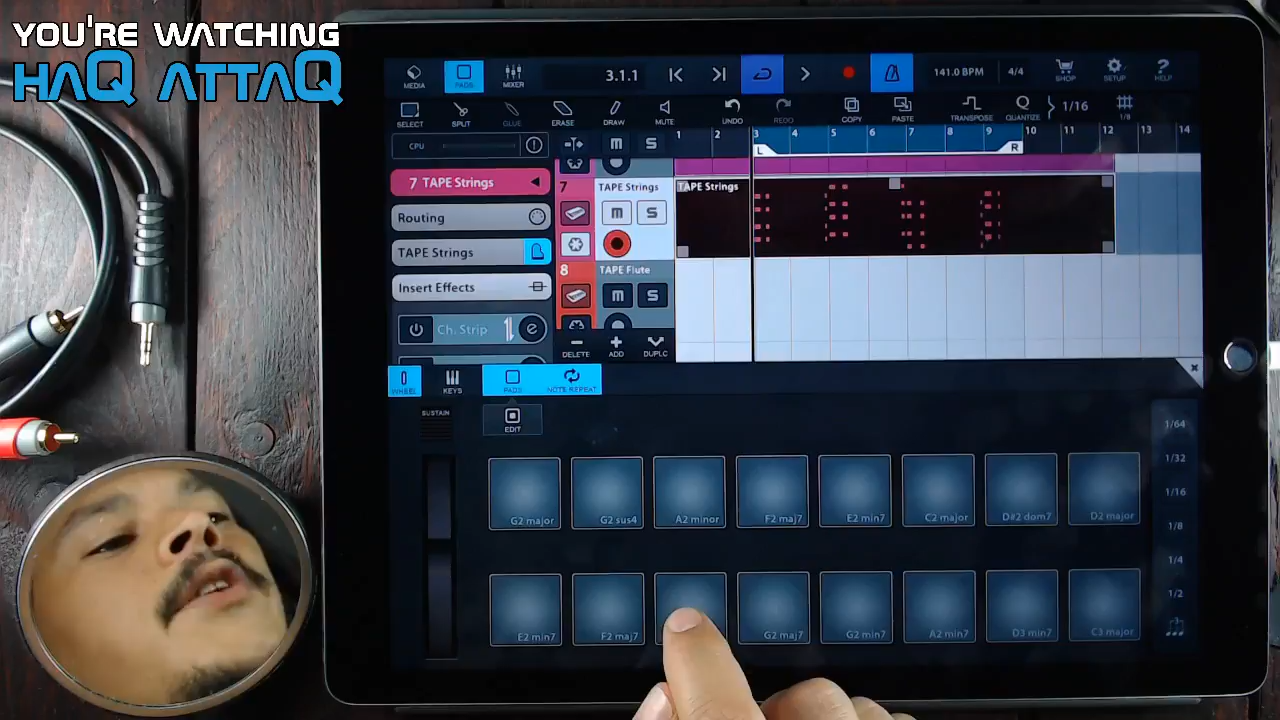 YOU'RE WATCHING
HAQ ATTAQ
MEDIA
PADS
MIXER
3.1.1
141.0 BPM
4/4
SHOP
SETUP
HELP
SELECT
SPLIT
GLUE
ERASE
DRAW
MUTE
UNDO
REDO
COPY
PASTE
TRANSPOSE
QUANTIZE
1/16
1/8
CPU
M S
1 2 3 4 5 6 7 8 9 10 11 12 13 14
L R
7 TAPE Strings
7 TAPE Strings
M S
TAPE Strings
Routing
TAPE Strings
8 TAPE Flute
Insert Effects
M S
Ch. Strip e
DELETE ADD DUPLC
WHEEL
KEYS
PADS
NOTE REPEAT
SUSTAIN
EDIT
1/64
1/32
1/16
1/8
1/4
1/2
3
G2 major
G2 sus4
A2 minor
F2 maj7
E2 min7
C2 major
D#2 dom7
D2 major
E2 min7
F2 maj7
G2 maj7
G2 min7
A2 min7
D3 min7
C3 major